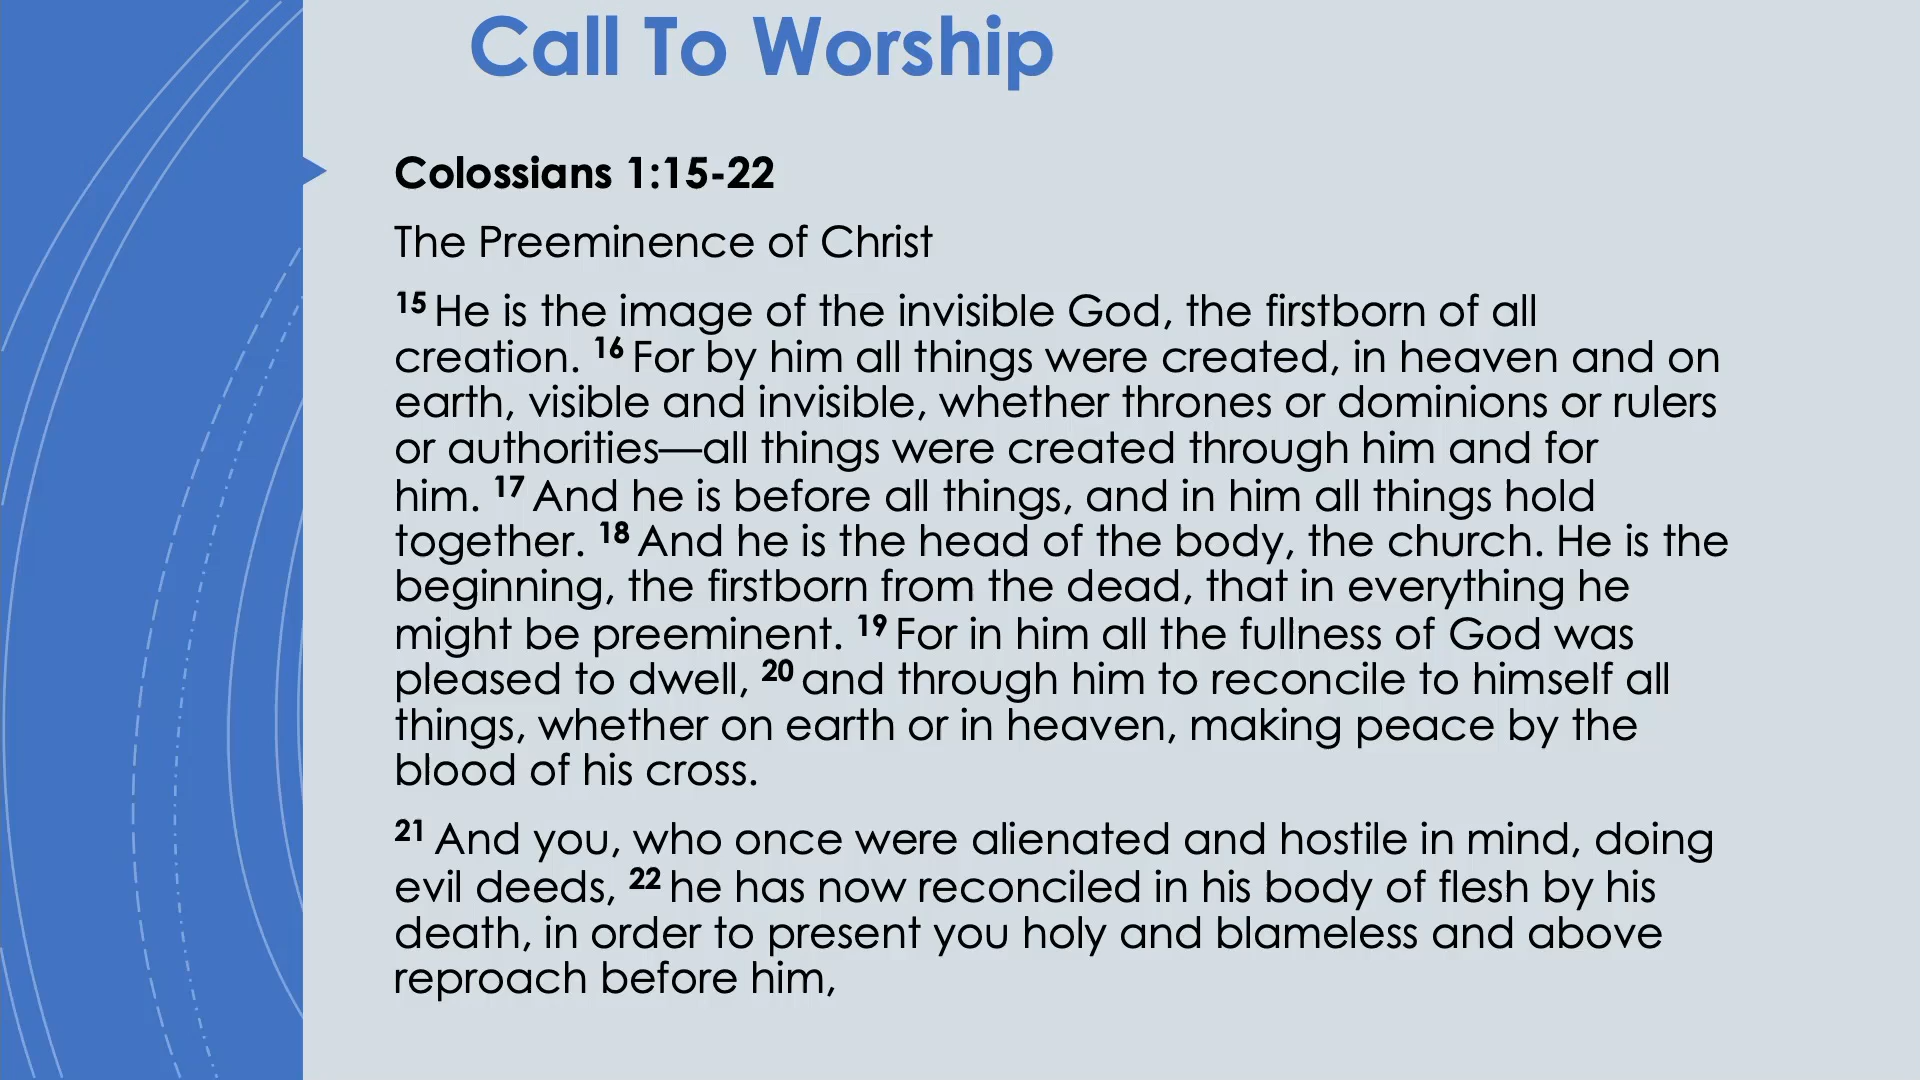 Call To Worship
Colossians 1:15-22
The Preeminence of Christ
15 He is the image of the invisible God, the firstborn of all
creation. 16 For by him all things were created, in heaven and on
earth, visible and invisible, whether thrones or dominions or rulers
or authorities—all things were created through him and for
him. 17 And he is before all things, and in him all things hold
together. 18 And he is the head of the body, the church. He is the
beginning, the firstborn from the dead, that in everything he
might be preeminent. 19 For in him all the fullness of God was
pleased to dwell, 20 and through him to reconcile to himself all
things, whether on earth or in heaven, making peace by the
blood of his cross.
21 And you, who once were alienated and hostile in mind, doing
evil deeds, 22 he has now reconciled in his body of flesh by his
death, in order to present you holy and blameless and above
reproach before him,